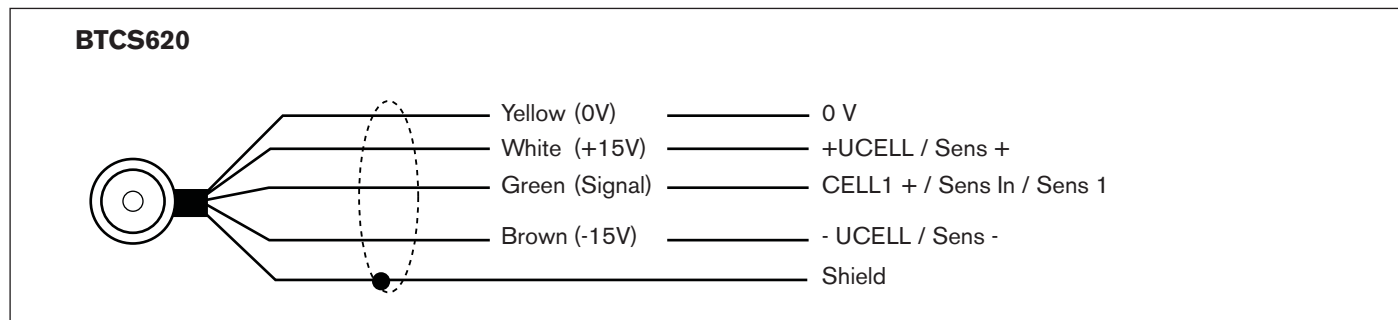 BTCS620
Yellow (0V) 0 V
White (+15V) +UCELL / Sens +
Green (Signal) CELL1 + / Sens In / Sens 1
Brown (-15V) - UCELL / Sens -
Shield